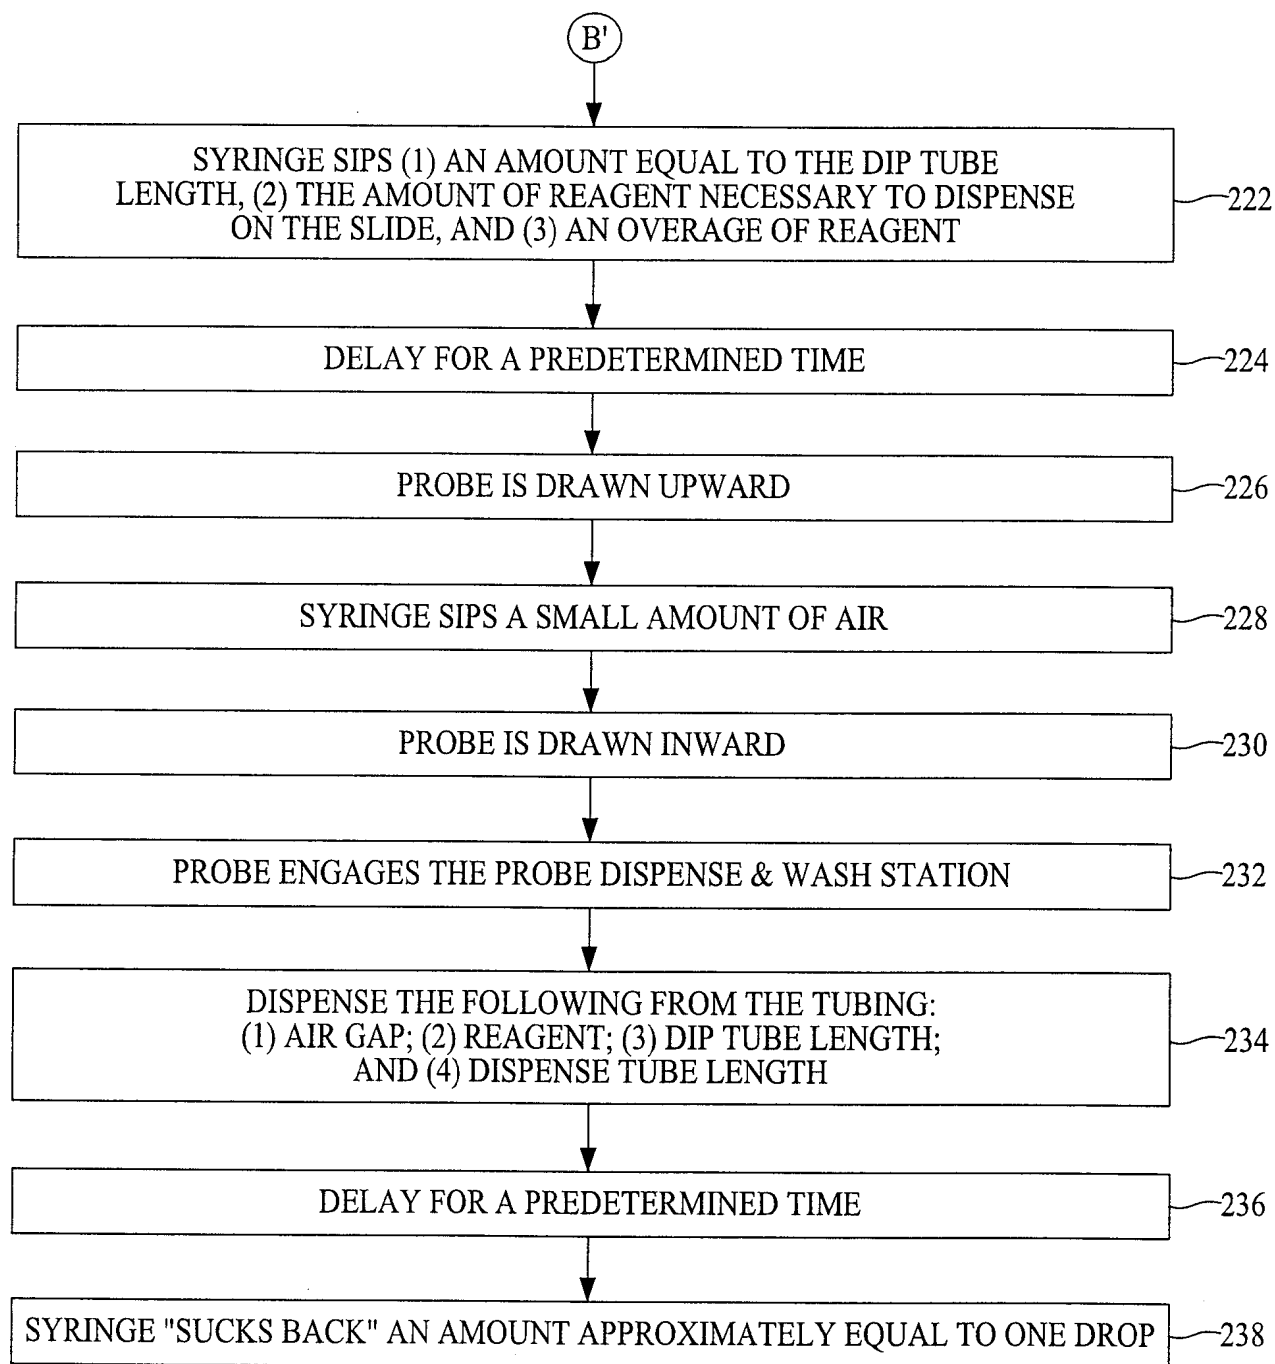 B'
SYRINGE SIPS (1) AN AMOUNT EQUAL TO THE DIP TUBE
LENGTH, (2) THE AMOUNT OF REAGENT NECESSARY TO DISPENSE
ON THE SLIDE, AND (3) AN OVERAGE OF REAGENT
222
DELAY FOR A PREDETERMINED TIME
224
PROBE IS DRAWN UPWARD
226
SYRINGE SIPS A SMALL AMOUNT OF AIR
228
PROBE IS DRAWN INWARD
230
PROBE ENGAGES THE PROBE DISPENSE & WASH STATION
232
DISPENSE THE FOLLOWING FROM THE TUBING:
(1) AIR GAP; (2) REAGENT; (3) DIP TUBE LENGTH;
AND (4) DISPENSE TUBE LENGTH
234
DELAY FOR A PREDETERMINED TIME
236
SYRINGE "SUCKS BACK" AN AMOUNT APPROXIMATELY EQUAL TO ONE DROP
238